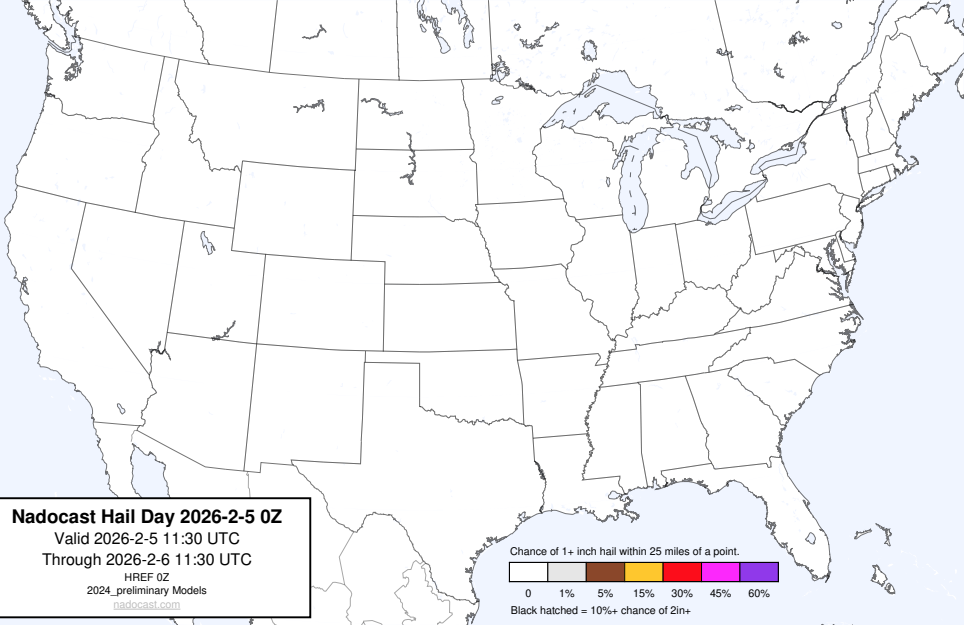 Nadocast Hail Day 2026-2-5 0Z
Valid 2026-2-5 11:30 UTC
Through 2026-2-6 11:30 UTC
HREF 0Z
2024_preliminary Models
nadocast.com
Chance of 1+ inch hail within 25 miles of a point.
0 1% 5% 15% 30% 45% 60%
Black hatched = 10%+ chance of 2in+